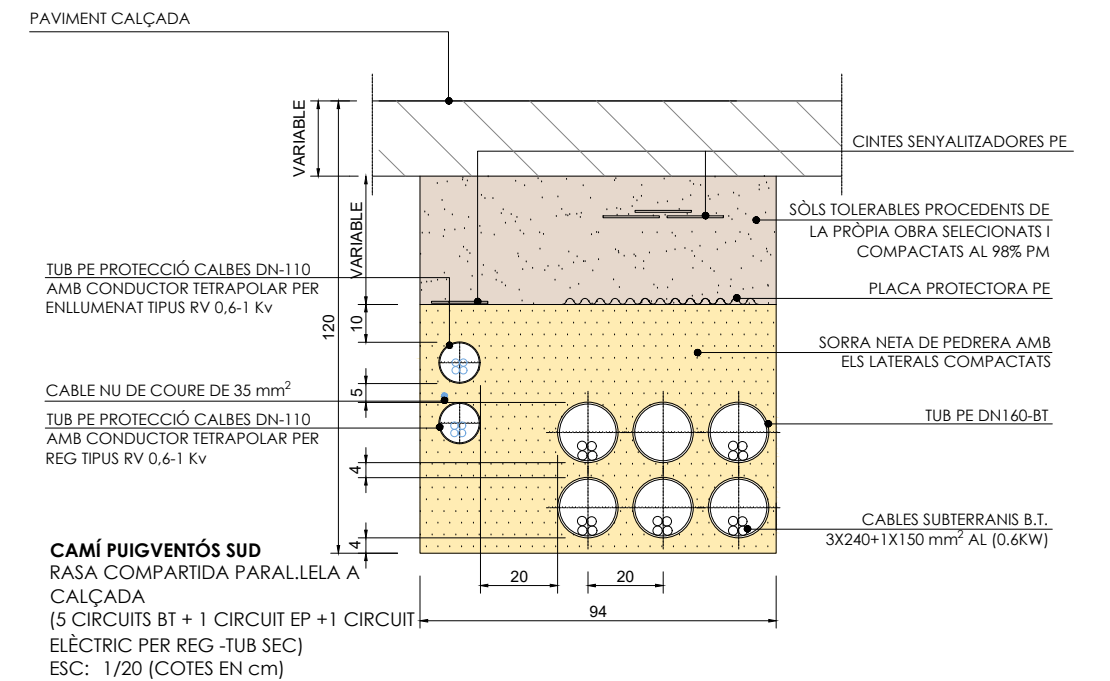 PAVIMENT CALÇADA
VARIABLE
CINTES SENYALITZADORES PE
SÒLS TOLERABLES PROCEDENTS DE
LA PRÒPIA OBRA SELECIONATS I
COMPACTATS AL 98% PM
VARIABLE
TUB PE PROTECCIÓ CALBES DN-110
AMB CONDUCTOR TETRAPOLAR PER
ENLLUMENAT TIPUS RV 0,6-1 Kv
PLACA PROTECTORA PE
120
10
SORRA NETA DE PEDRERA AMB
ELS LATERALS COMPACTATS
CABLE NU DE COURE DE 35 mm²
5
TUB PE PROTECCIÓ CALBES DN-110
AMB CONDUCTOR TETRAPOLAR PER
REG TIPUS RV 0,6-1 Kv
TUB PE DN160-BT
4
4
CABLES SUBTERRANIS B.T.
3X240+1X150 mm² AL (0.6KW)
20
20
94
CAMÍ PUIGVENTÓS SUD
RASA COMPARTIDA PARAL.LELA A
CALÇADA
(5 CIRCUITS BT + 1 CIRCUIT EP +1 CIRCUIT
ELÈCTRIC PER REG -TUB SEC)
ESC: 1/20 (COTES EN cm)